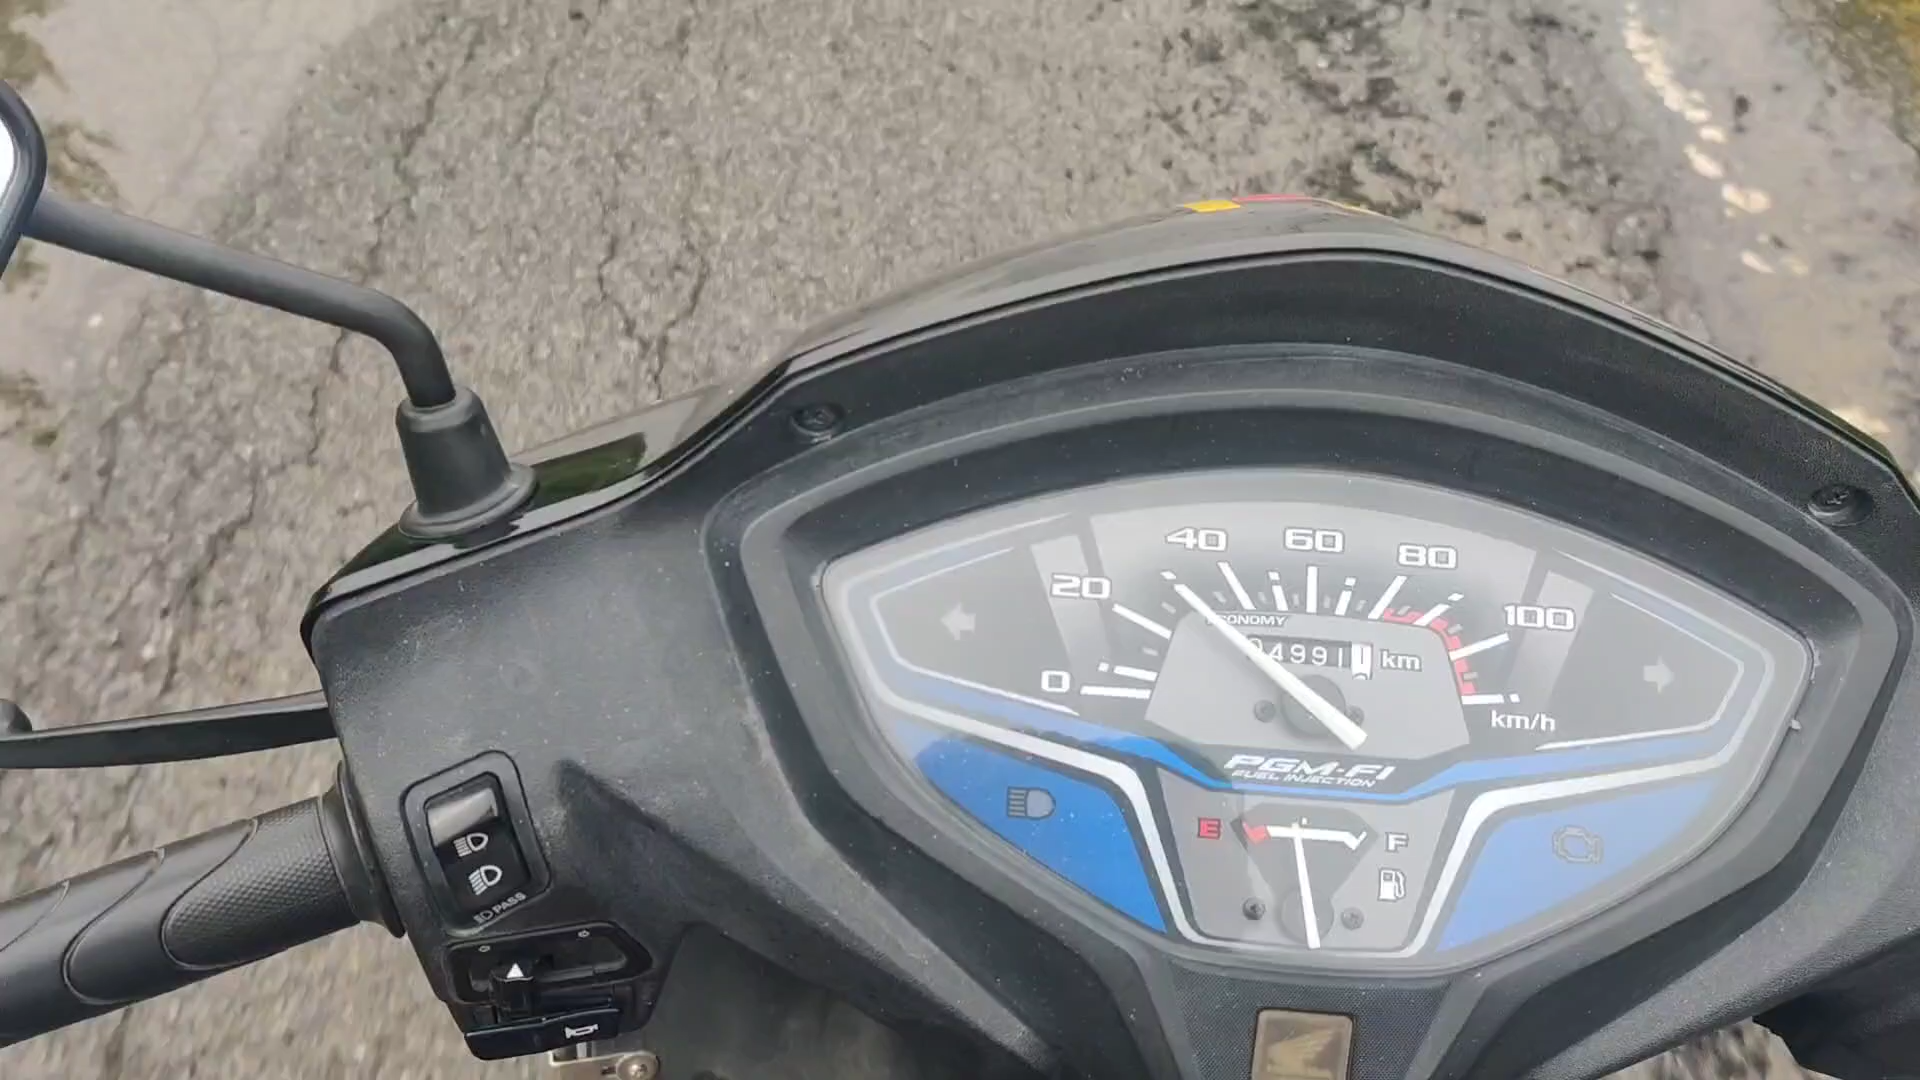 20 40 60 80 100
0
km/h
ECONOMY
km
PGM-FI
FUEL INJECTION
E F
PASS